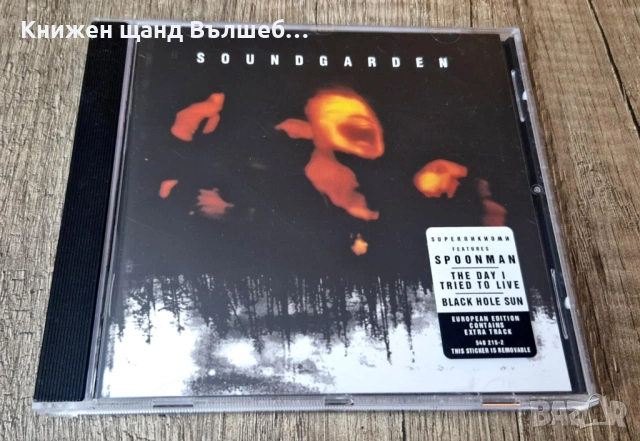 Книжен щанд Вълшеб...
SOUNDGARDEN
SUPERUИKИOWИ
FEATURES
SPOONMAN
THE DAY I
TRIED TO LIVE
BLACK HOLE SUN
EUROPEAN EDITION
CONTAINS
EXTRA TRACK
540 215-2
THIS STICKER IS REMOVABLE